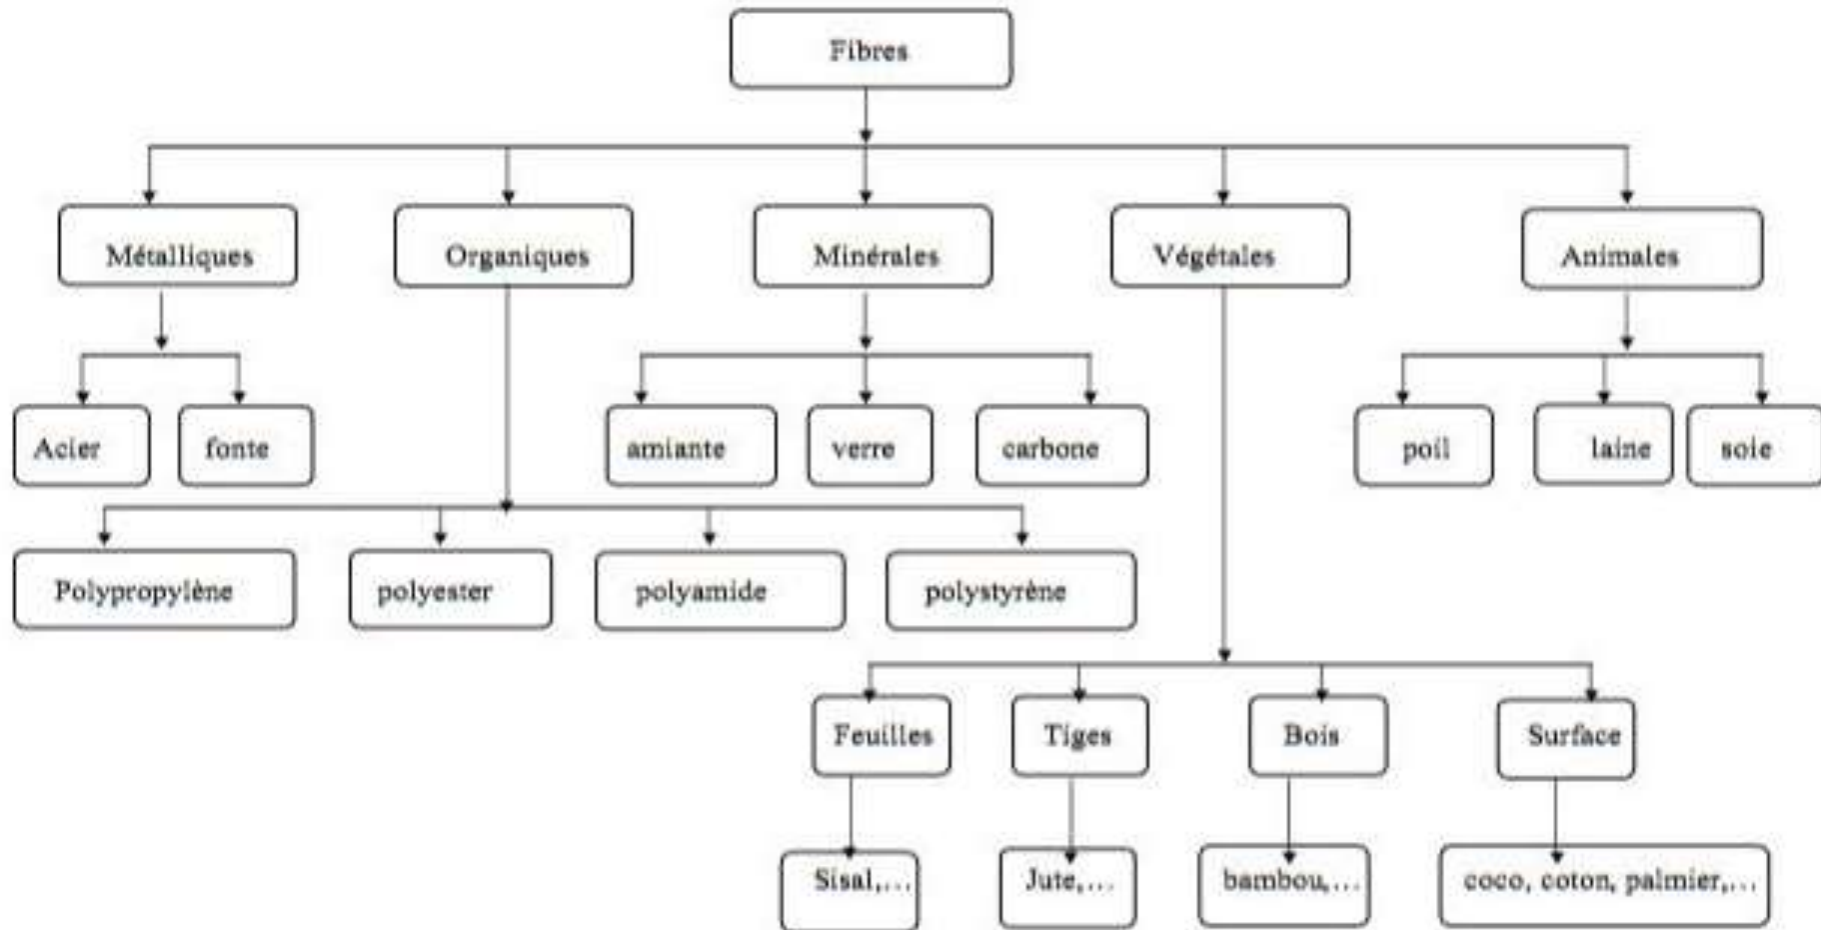 Fibres
Métalliques
Organiques
Minérales
Végétales
Animales
Acier
fonte
amiante
verre
carbone
poil
laine
soie
Polypropylène
polyester
polyamide
polystyrène
Feuilles
Tiges
Bois
Surface
Sisal,...
Jute,...
bambou,...
coco, coton, palmier,...